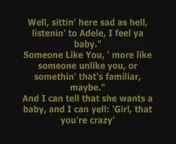 Well, sittin' here sad as hell,
listenin' to Adele, I feel ya
baby."
Someone Like You, ' more like
someone unlike you, or
somethin' that's familiar,
maybe."
And I can tell that she wants a
baby, and I can yell: 'Girl, that
you're crazy'